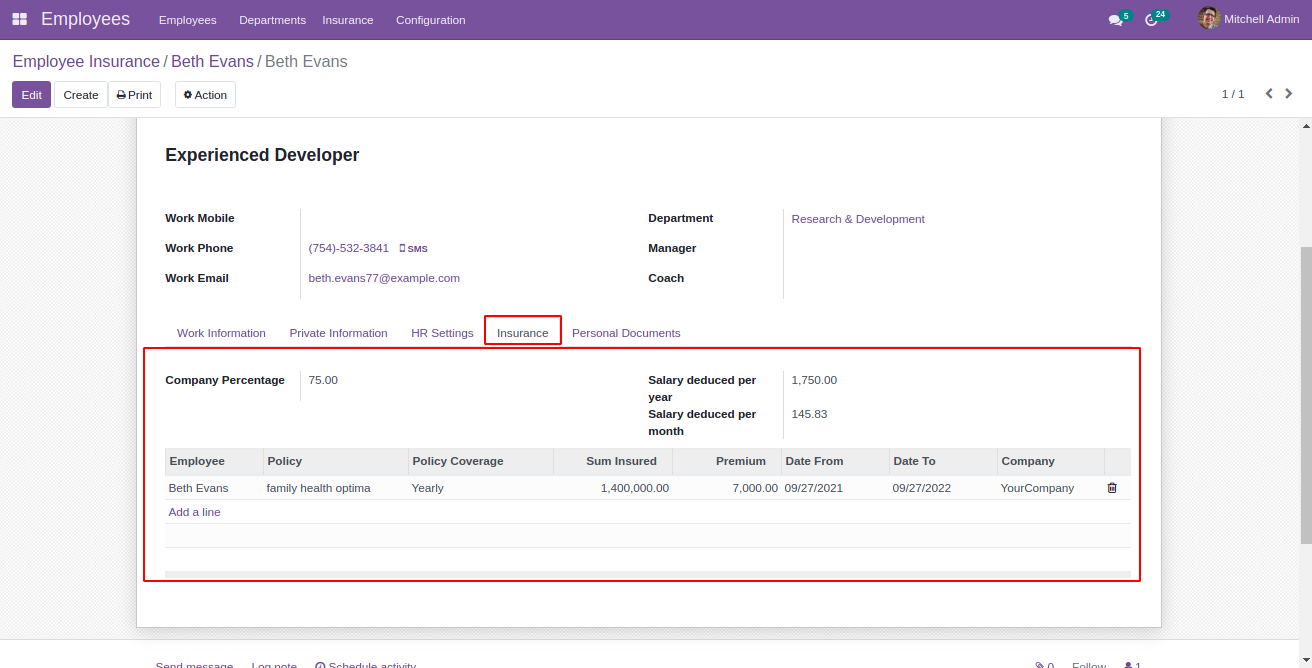 Employees Employees Departments Insurance Configuration 5 24 Mitchell Admin
Employee Insurance / Beth Evans / Beth Evans
Edit Create Print Action 1 / 1
Experienced Developer
Work Mobile Department Research & Development
Work Phone (754)-532-3841 SMS Manager
Work Email beth.evans77@example.com Coach
Work Information Private Information HR Settings Insurance Personal Documents
Company Percentage 75.00 Salary deduced per year 1,750.00
Salary deduced per month 145.83
Employee Policy Policy Coverage Sum Insured Premium Date From Date To Company
Beth Evans family health optima Yearly 1,400,000.00 7,000.00 09/27/2021 09/27/2022 YourCompany
Add a line
Send message Log note Schedule activity 0 Follow 1